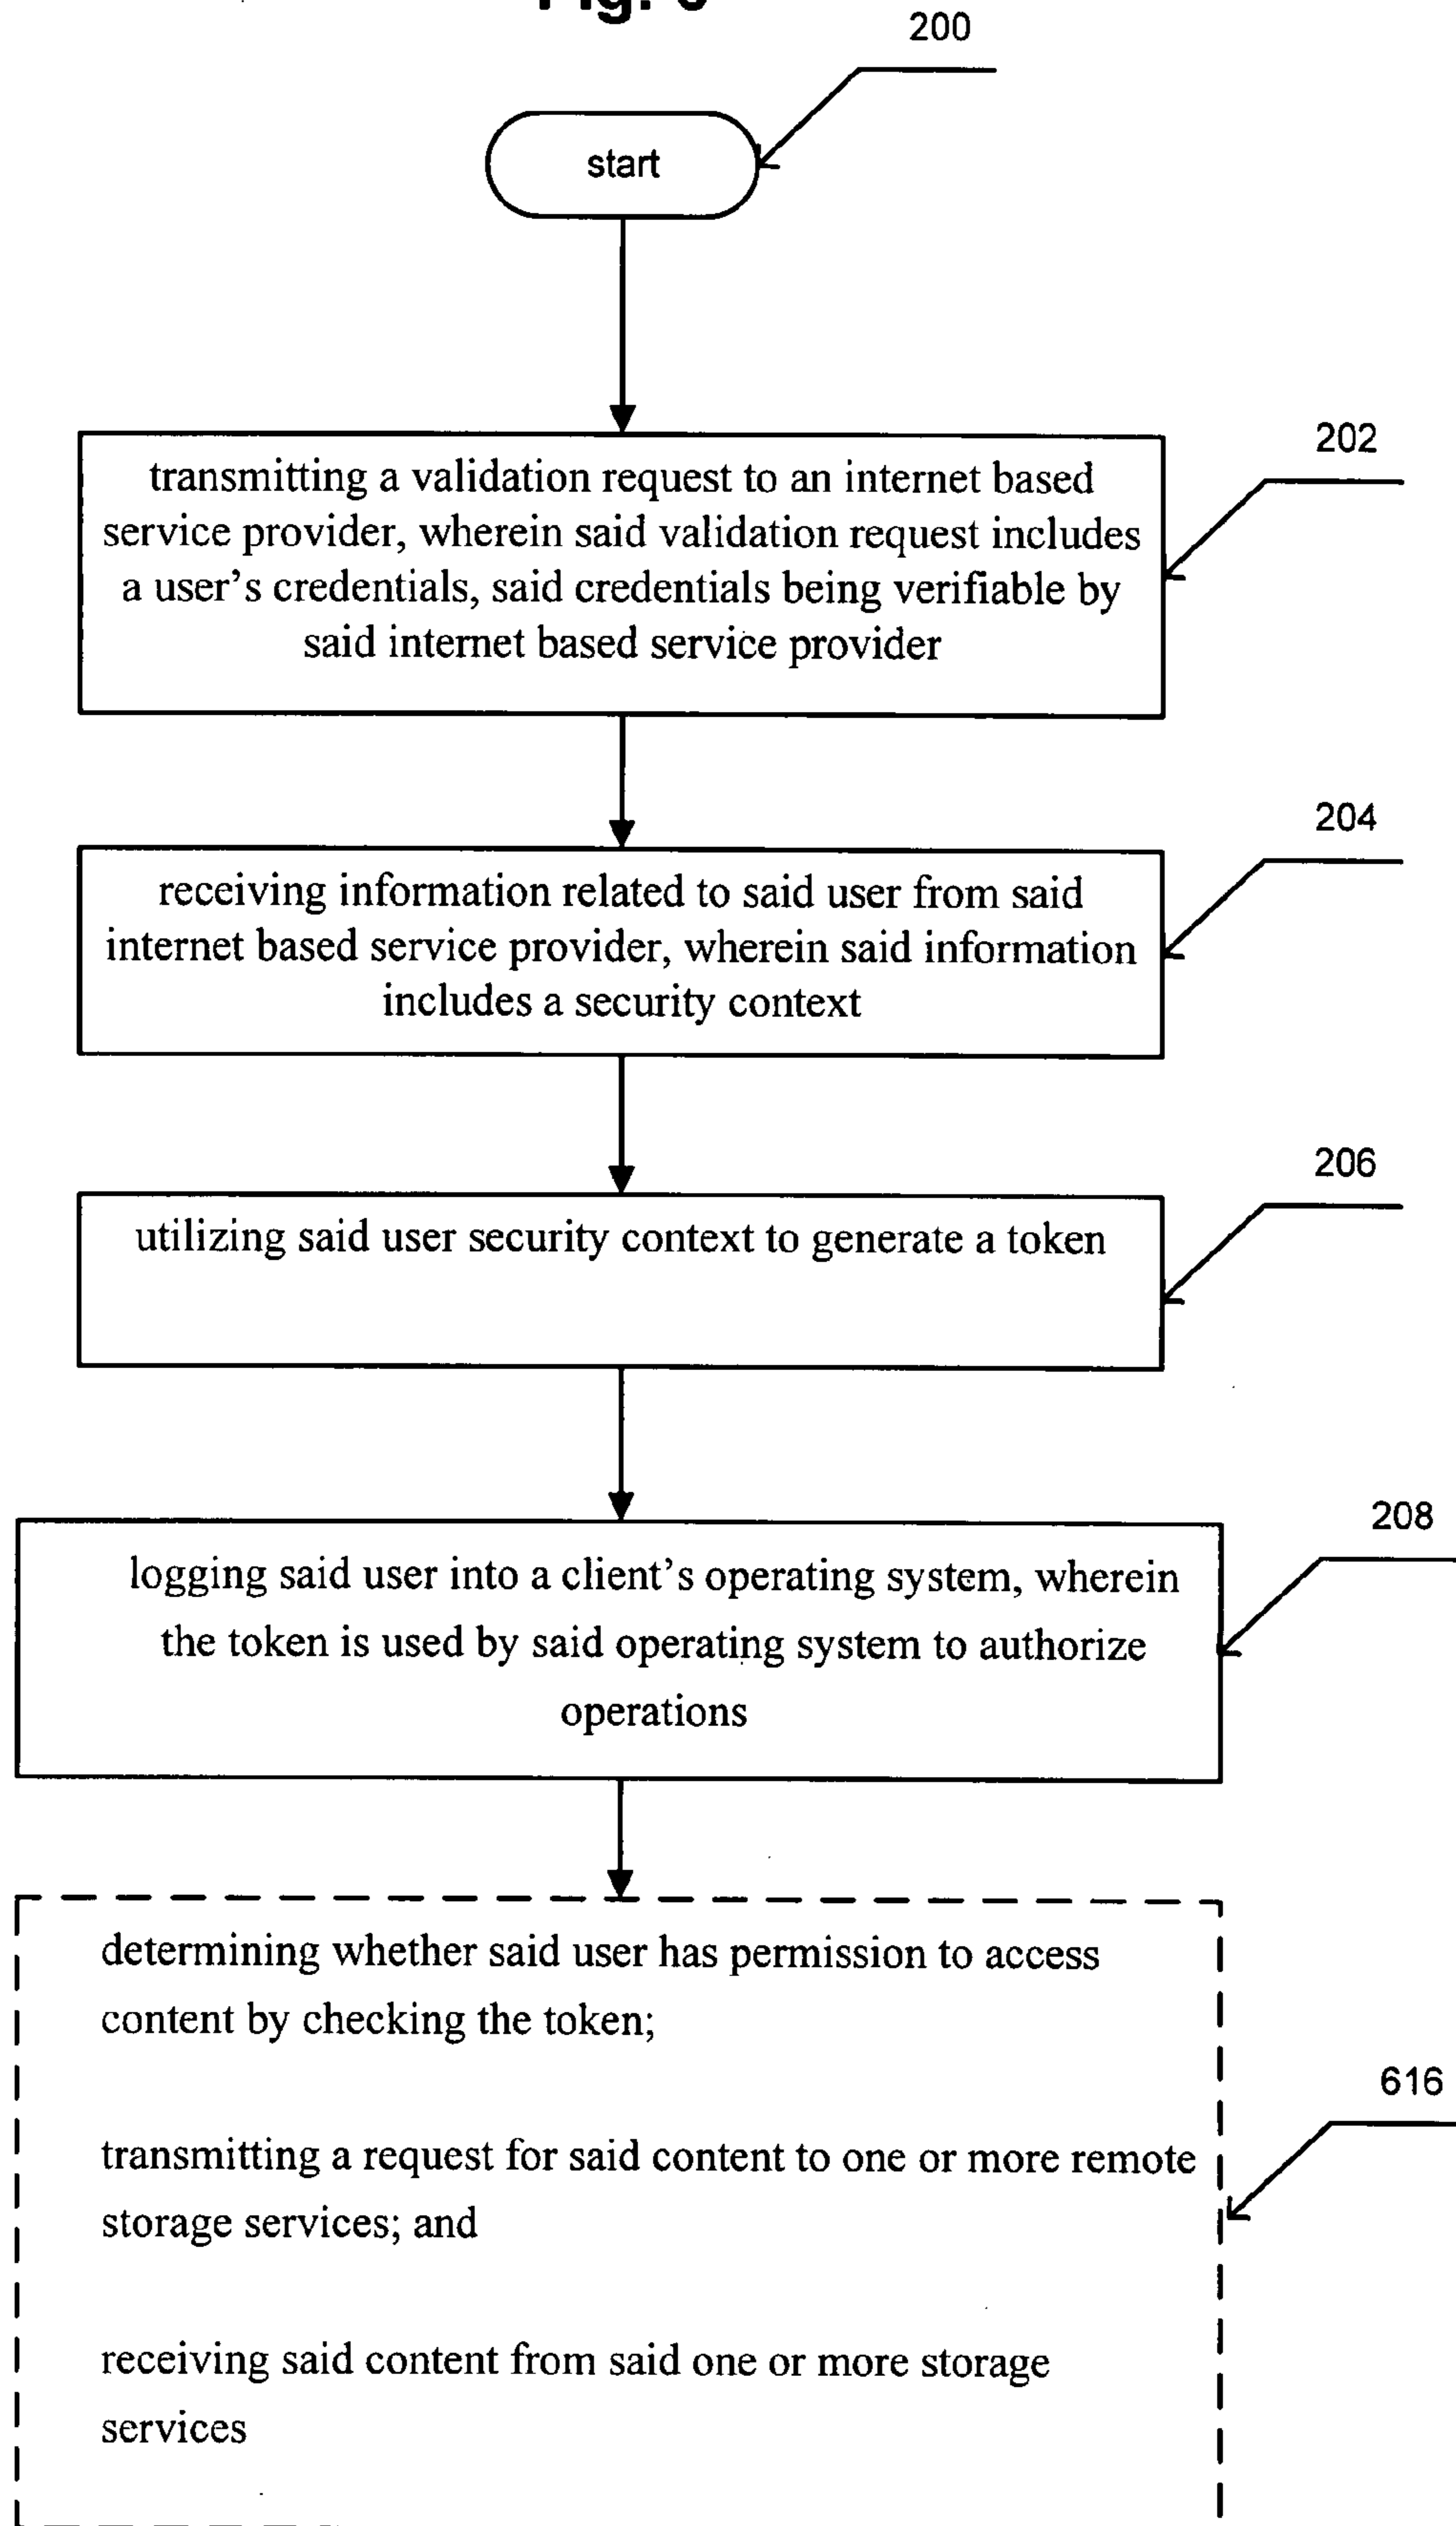 200
start
202
transmitting a validation request to an internet based
service provider, wherein said validation request includes
a user's credentials, said credentials being verifiable by
said internet based service provider
204
receiving information related to said user from said
internet based service provider, wherein said information
includes a security context
206
utilizing said user security context to generate a token
208
logging said user into a client's operating system, wherein
the token is used by said operating system to authorize
operations
determining whether said user has permission to access
content by checking the token;
616
transmitting a request for said content to one or more remote
storage services; and
receiving said content from said one or more storage
services